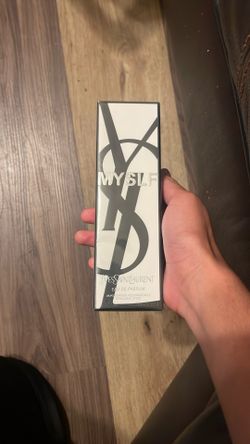 MYSLF
YVES SAINT LAURENT
EAU DE PARFUM